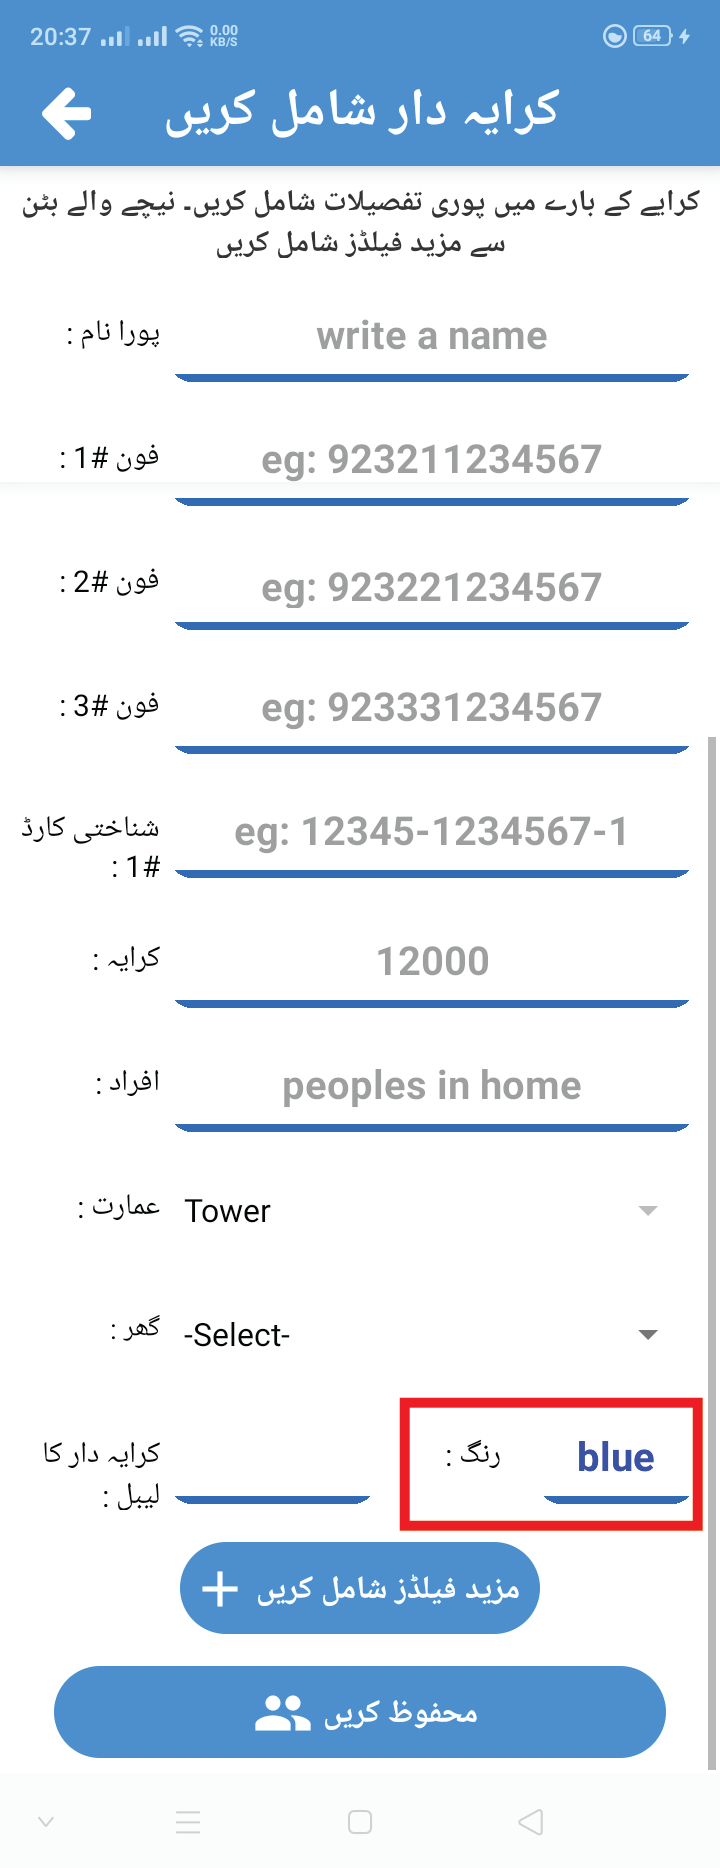 20:37 0.00 KB/S 64
کرایہ دار شامل کریں
کرایے کے بارے میں پوری تفصیلات شامل کریں۔ نیچے والے بٹن
سے مزید فیلڈز شامل کریں
پورا نام : write a name
فون #1 : eg: 923211234567
فون #2 : eg: 923221234567
فون #3 : eg: 923331234567
شناختی کارڈ
#1 : eg: 12345-1234567-1
کرایہ : 12000
افراد : peoples in home
عمارت : Tower
گھر : -Select-
کرایہ دار کا
لیبل :
رنگ : blue
مزید فیلڈز شامل کریں
محفوظ کریں